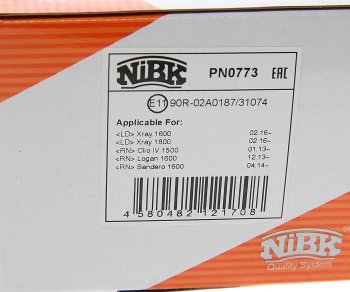 NiBK PN0773 EAC
E11 90R-02A0187/31074
Applicable For:
<LD> Xray 1600 02.16~
<LD> Xray 1800 02.16~
<RN> Clio IV 1500 01.13~
<RN> Logan 1600 12.13~
<RN> Sandero 1600 04.14~
4 580482 121708
NiBK
Quality System